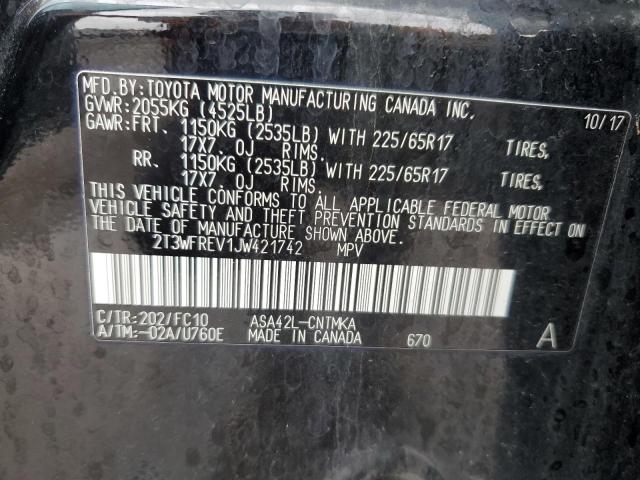 MFD.BY:TOYOTA MOTOR MANUFACTURING CANADA INC.
GVWR:2055KG (4525LB) 10/17
GAWR:FRT. 1150KG (2535LB) WITH 225/65R17 TIRES,
17X7. 0J RIMS.
RR. 1150KG (2535LB) WITH 225/65R17 TIRES,
17X7. 0J RIMS.
THIS VEHICLE CONFORMS TO ALL APPLICABLE FEDERAL MOTOR
VEHICLE SAFETY AND THEFT PREVENTION STANDARDS IN EFFECT ON
THE DATE OF MANUFACTURE SHOWN ABOVE.
2T3WFREV1JW421742 MPV
C/TR:202/FC10 ASA42L-CNTMKA
A/TM:-02A/U760E MADE IN CANADA 670 A